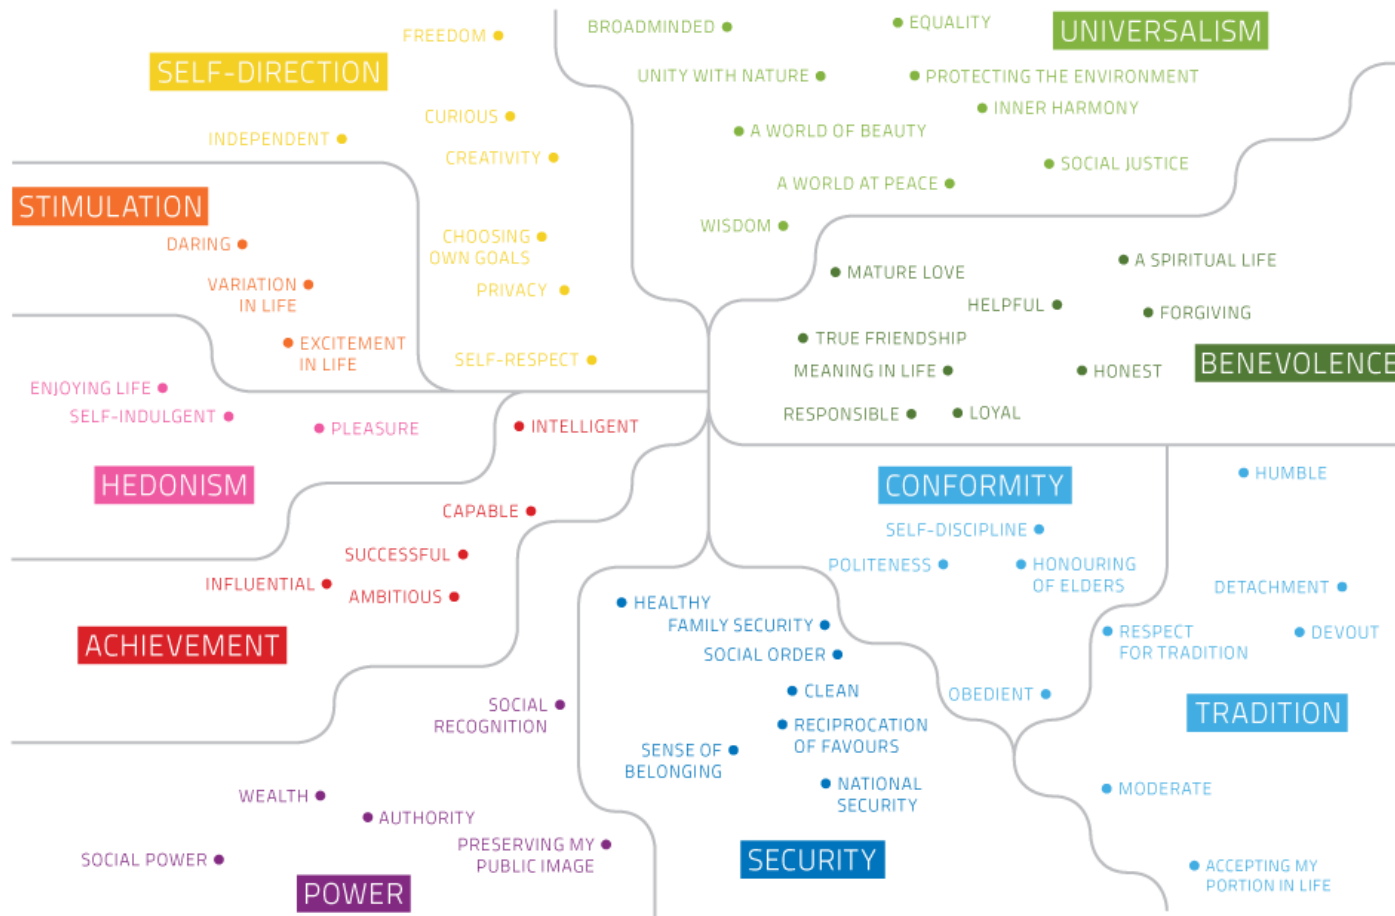 SELF-DIRECTION
FREEDOM
CURIOUS
INDEPENDENT
CREATIVITY
CHOOSING
OWN GOALS
PRIVACY
SELF-RESPECT
UNIVERSALISM
BROADMINDED
EQUALITY
UNITY WITH NATURE
PROTECTING THE ENVIRONMENT
INNER HARMONY
A WORLD OF BEAUTY
SOCIAL JUSTICE
A WORLD AT PEACE
WISDOM
STIMULATION
DARING
VARIATION
IN LIFE
EXCITEMENT
IN LIFE
MATURE LOVE
A SPIRITUAL LIFE
HELPFUL
FORGIVING
TRUE FRIENDSHIP
MEANING IN LIFE
HONEST
BENEVOLENCE
RESPONSIBLE
LOYAL
ENJOYING LIFE
SELF-INDULGENT
PLEASURE
HEDONISM
INTELLIGENT
CAPABLE
SUCCESSFUL
INFLUENTIAL
AMBITIOUS
ACHIEVEMENT
CONFORMITY
SELF-DISCIPLINE
POLITENESS
HONOURING
OF ELDERS
OBEDIENT
HUMBLE
DETACHMENT
RESPECT
FOR TRADITION
DEVOUT
TRADITION
MODERATE
ACCEPTING MY
PORTION IN LIFE
HEALTHY
FAMILY SECURITY
SOCIAL ORDER
CLEAN
RECIPROCATION
OF FAVOURS
SENSE OF
BELONGING
NATIONAL
SECURITY
SECURITY
SOCIAL
RECOGNITION
WEALTH
AUTHORITY
PRESERVING MY
PUBLIC IMAGE
SOCIAL POWER
POWER